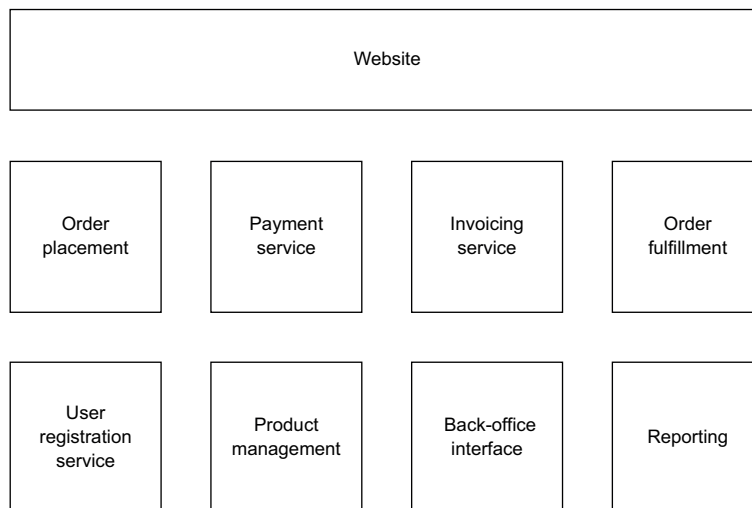 Website
Order
placement
Payment
service
Invoicing
service
Order
fulfillment
User
registration
service
Product
management
Back-office
interface
Reporting